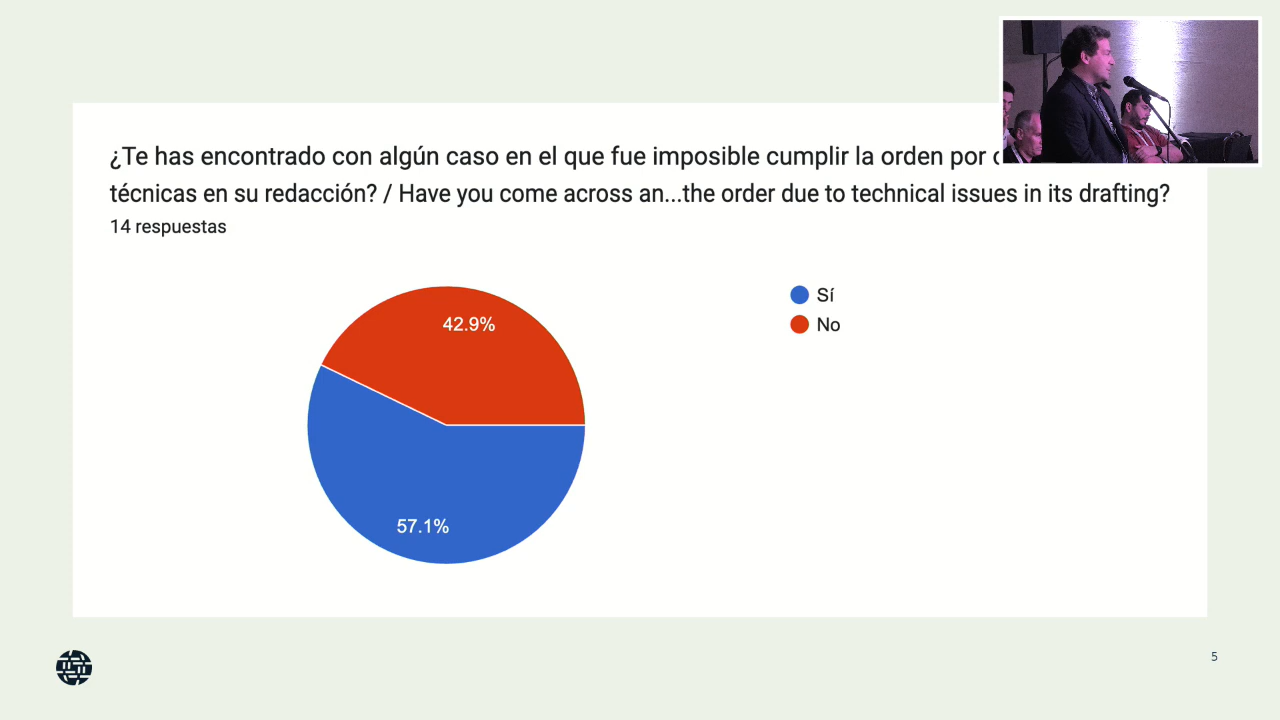 ¿Te has encontrado con algún caso en el que fue imposible cumplir la orden por
técnicas en su redacción? / Have you come across an...the order due to technical issues in its drafting?
14 respuestas
Sí
No
42.9%
57.1%
5